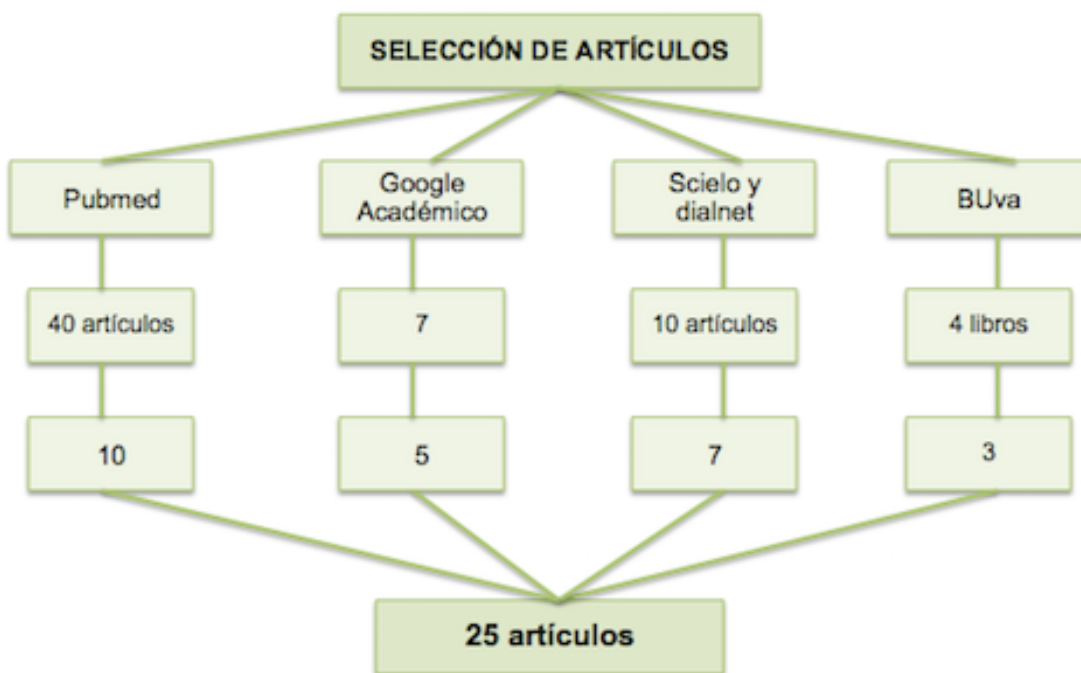 SELECCIÓN DE ARTÍCULOS
Pubmed
Google
Académico
Scielo y
dialnet
BUva
40 artículos
7
10 artículos
4 libros
10
5
7
3
25 artículos